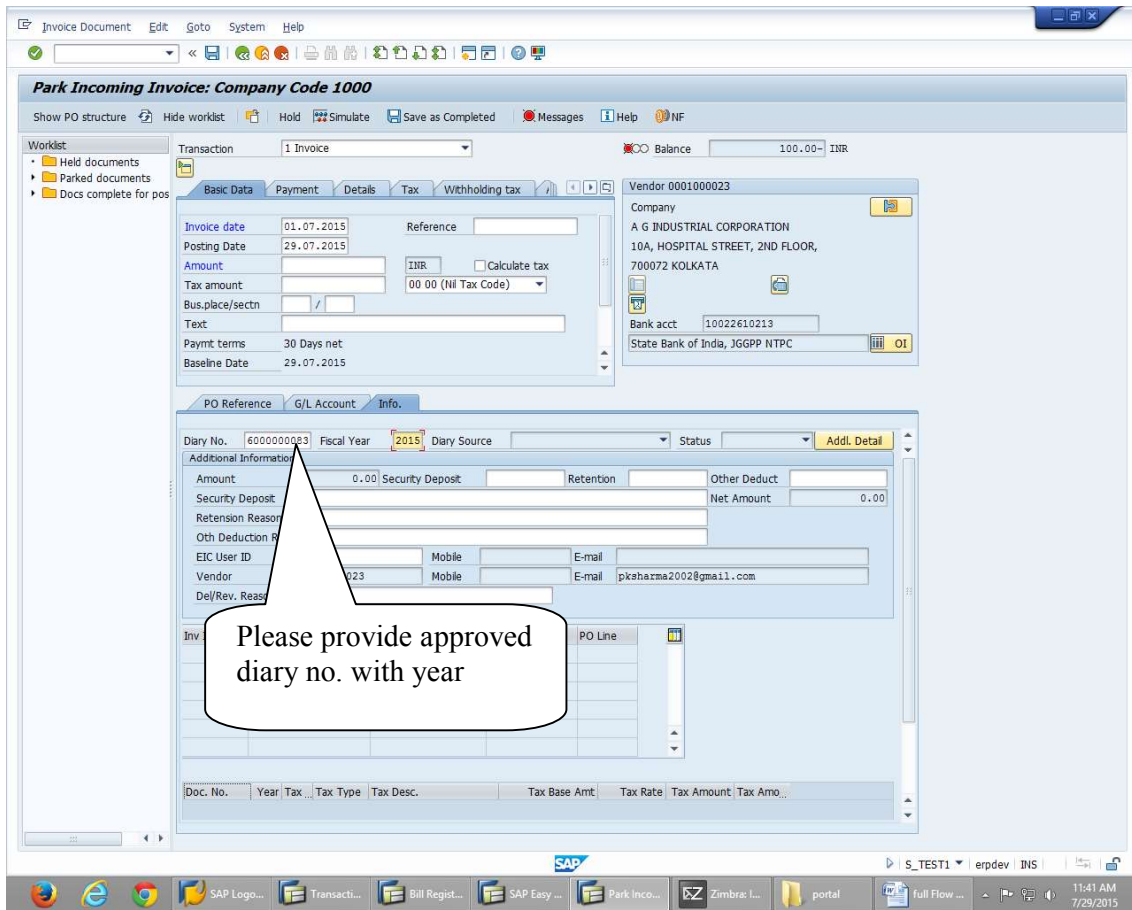 Invoice Document Edit Goto System Help
Park Incoming Invoice: Company Code 1000
Show PO structure Hide worklist Hold Simulate Save as Completed Messages Help NF
Worklist
Held documents
Parked documents
Docs complete for pos
Transaction 1 Invoice Balance 100.00- INR
Basic Data Payment Details Tax Withholding tax
Invoice date 01.07.2015 Reference
Posting Date 29.07.2015
Amount INR Calculate tax
Tax amount 00 00 (Nil Tax Code)
Bus.place/sectn /
Text
Paymt terms 30 Days net
Baseline Date 29.07.2015
Vendor 0001000023
Company
A G INDUSTRIAL CORPORATION
10A, HOSPITAL STREET, 2ND FLOOR,
700072 KOLKATA
Bank acct 10022610213
State Bank of India, JGGPP NTPC OI
PO Reference G/L Account Info.
Diary No. 6000000083 Fiscal Year 2015 Diary Source Status Addl. Detail
Additional Information
Amount 0.00 Security Deposit Retention Other Deduct
Security Deposit Net Amount 0.00
Retension Reason
Oth Deduction R
EIC User ID Mobile E-mail
Vendor 023 Mobile E-mail pksharma2002@gmail.com
Del/Rev. Reaso
Inv PO Line
Please provide approved
diary no. with year
Doc. No. Year Tax ... Tax Type Tax Desc. Tax Base Amt Tax Rate Tax Amount Tax Amo...
SAP
S_TEST1 erpdev INS
SAP Logo... Transacti... Bill Regist... SAP Easy ... Park Inco... Zimbra: I... portal full Flow ... 11:41 AM
7/29/2015